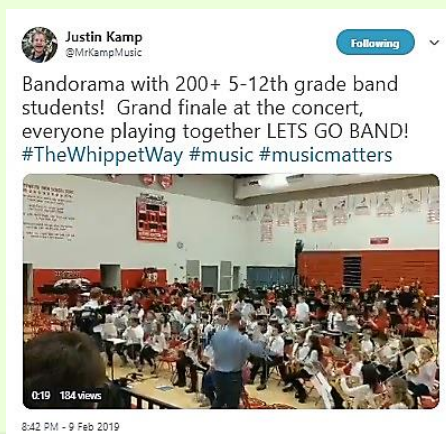 Justin Kamp
@MrKampMusic
Following
Bandorama with 200+ 5-12th grade band
students! Grand finale at the concert,
everyone playing together LETS GO BAND!
#TheWhippetWay #music #musicmatters
0:19 184 views
8:42 PM - 9 Feb 2019